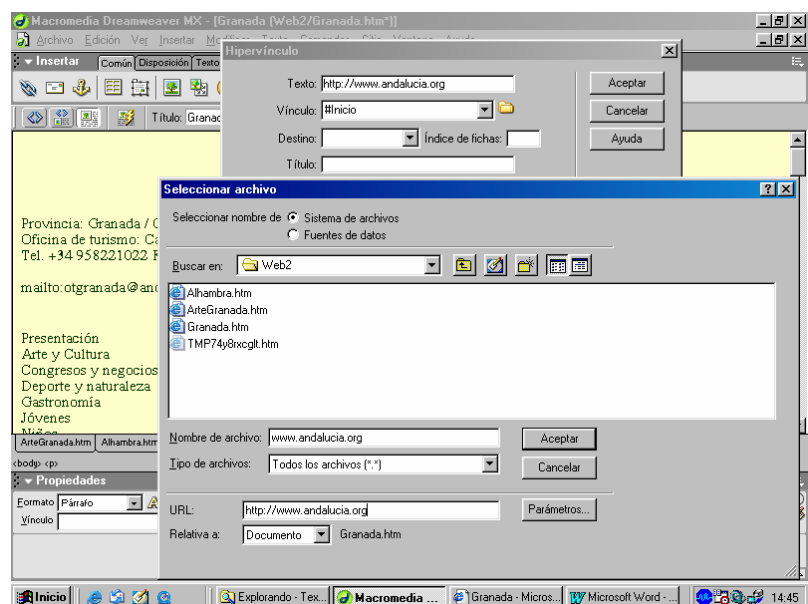 Macromedia Dreamweaver MX - [Granada (Web2/Granada.htm*)]
Archivo Edición Ver Insertar
Insertar Común Disposición Texto
Título: Granad
Hipervínculo
Texto: http://www.andalucia.org
Aceptar
Vínculo: #Inicio
Cancelar
Destino:
Índice de fichas:
Ayuda
Título:
Provincia: Granada /
Oficina de turismo:
Tel. +34 958221022
mailto:otgranada@and
Presentación
Arte y Cultura
Congresos y negocios
Deporte y naturaleza
Gastronomía
Jóvenes
Niños
Seleccionar archivo
Seleccionar nombre de Sistema de archivos
Fuentes de datos
Buscar en: Web2
Alhambra.htm
ArteGranada.htm
Granada.htm
TMP74y8rxcglt.htm
Nombre de archivo: www.andalucia.org
Aceptar
Tipo de archivos: Todos los archivos (*.*)
Cancelar
URL: http://www.andalucia.org
Parámetros...
Relativa a: Documento Granada.htm
ArteGranada.htm Alhambra.htm
<body> <p>
Propiedades
Formato Párrafo
Vínculo
Inicio Explorando - Tex... Macromedia ... Granada - Micros... Microsoft Word - ... 14:45